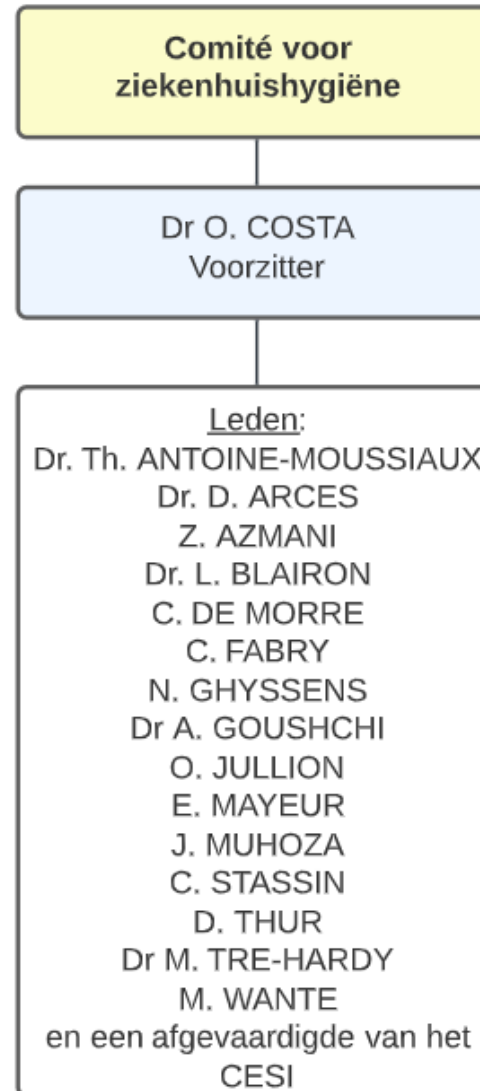 Comité voor
ziekenhuishygiëne
Dr O. COSTA
Voorzitter
Leden:
Dr. Th. ANTOINE-MOUSSIAUX
Dr. D. ARCES
Z. AZMANI
Dr. L. BLAIRON
C. DE MORRE
C. FABRY
N. GHYSSENS
Dr A. GOUSHCHI
O. JULLION
E. MAYEUR
J. MUHOZA
C. STASSIN
D. THUR
Dr M. TRE-HARDY
M. WANTE
en een afgevaardigde van het
CESI